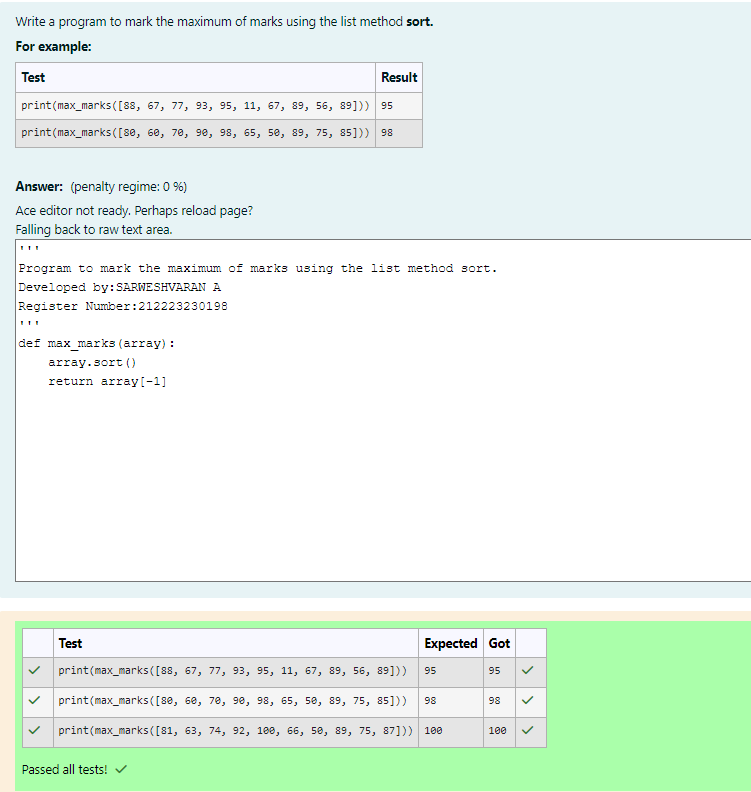 Write a program to mark the maximum of marks using the list method sort.
For example:
Test Result
print(max_marks([88, 67, 77, 93, 95, 11, 67, 89, 56, 89])) 95
print(max_marks([80, 60, 70, 90, 98, 65, 50, 89, 75, 85])) 98
Answer: (penalty regime: 0 %)
Ace editor not ready. Perhaps reload page?
Falling back to raw text area.
'''
Program to mark the maximum of marks using the list method sort.
Developed by:SARWESHVARAN A
Register Number:212223230198
'''
def max_marks(array):
    array.sort()
    return array[-1]
Test Expected Got
print(max_marks([88, 67, 77, 93, 95, 11, 67, 89, 56, 89])) 95 95
print(max_marks([80, 60, 70, 90, 98, 65, 50, 89, 75, 85])) 98 98
print(max_marks([81, 63, 74, 92, 100, 66, 50, 89, 75, 87])) 100 100
Passed all tests!